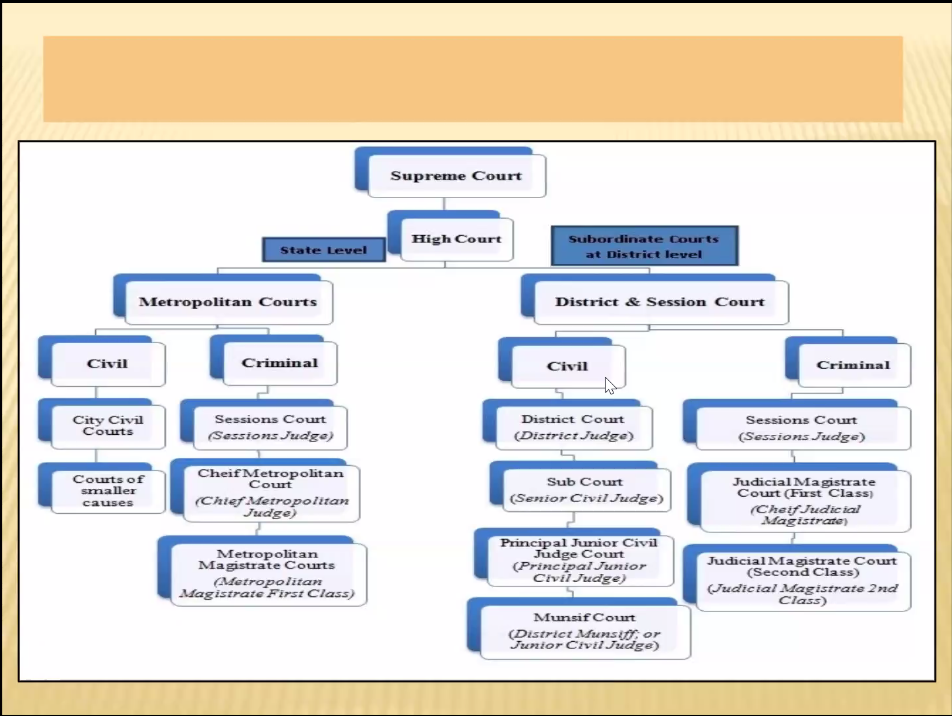 Supreme Court
High Court
State Level
Subordinate Courts
at District level
Metropolitan Courts
District & Session Court
Civil
Criminal
Civil
Criminal
City Civil
Courts
Sessions Court
(Sessions Judge)
District Court
(District Judge)
Sessions Court
(Sessions Judge)
Courts of
smaller
causes
Cheif Metropolitan
Court
(Chief Metropolitan
Judge)
Sub Court
(Senior Civil Judge)
Judicial Magistrate
Court (First Class)
(Cheif Judicial
Magistrate)
Metropolitan
Magistrate Courts
(Metropolitan
Magistrate First Class)
Principal Junior Civil
Judge Court
(Principal Junior
Civil Judge)
Judicial Magistrate Court
(Second Class)
(Judicial Magistrate 2nd
Class)
Munsif Court
(District Munsiff; or
Junior Civil Judge)